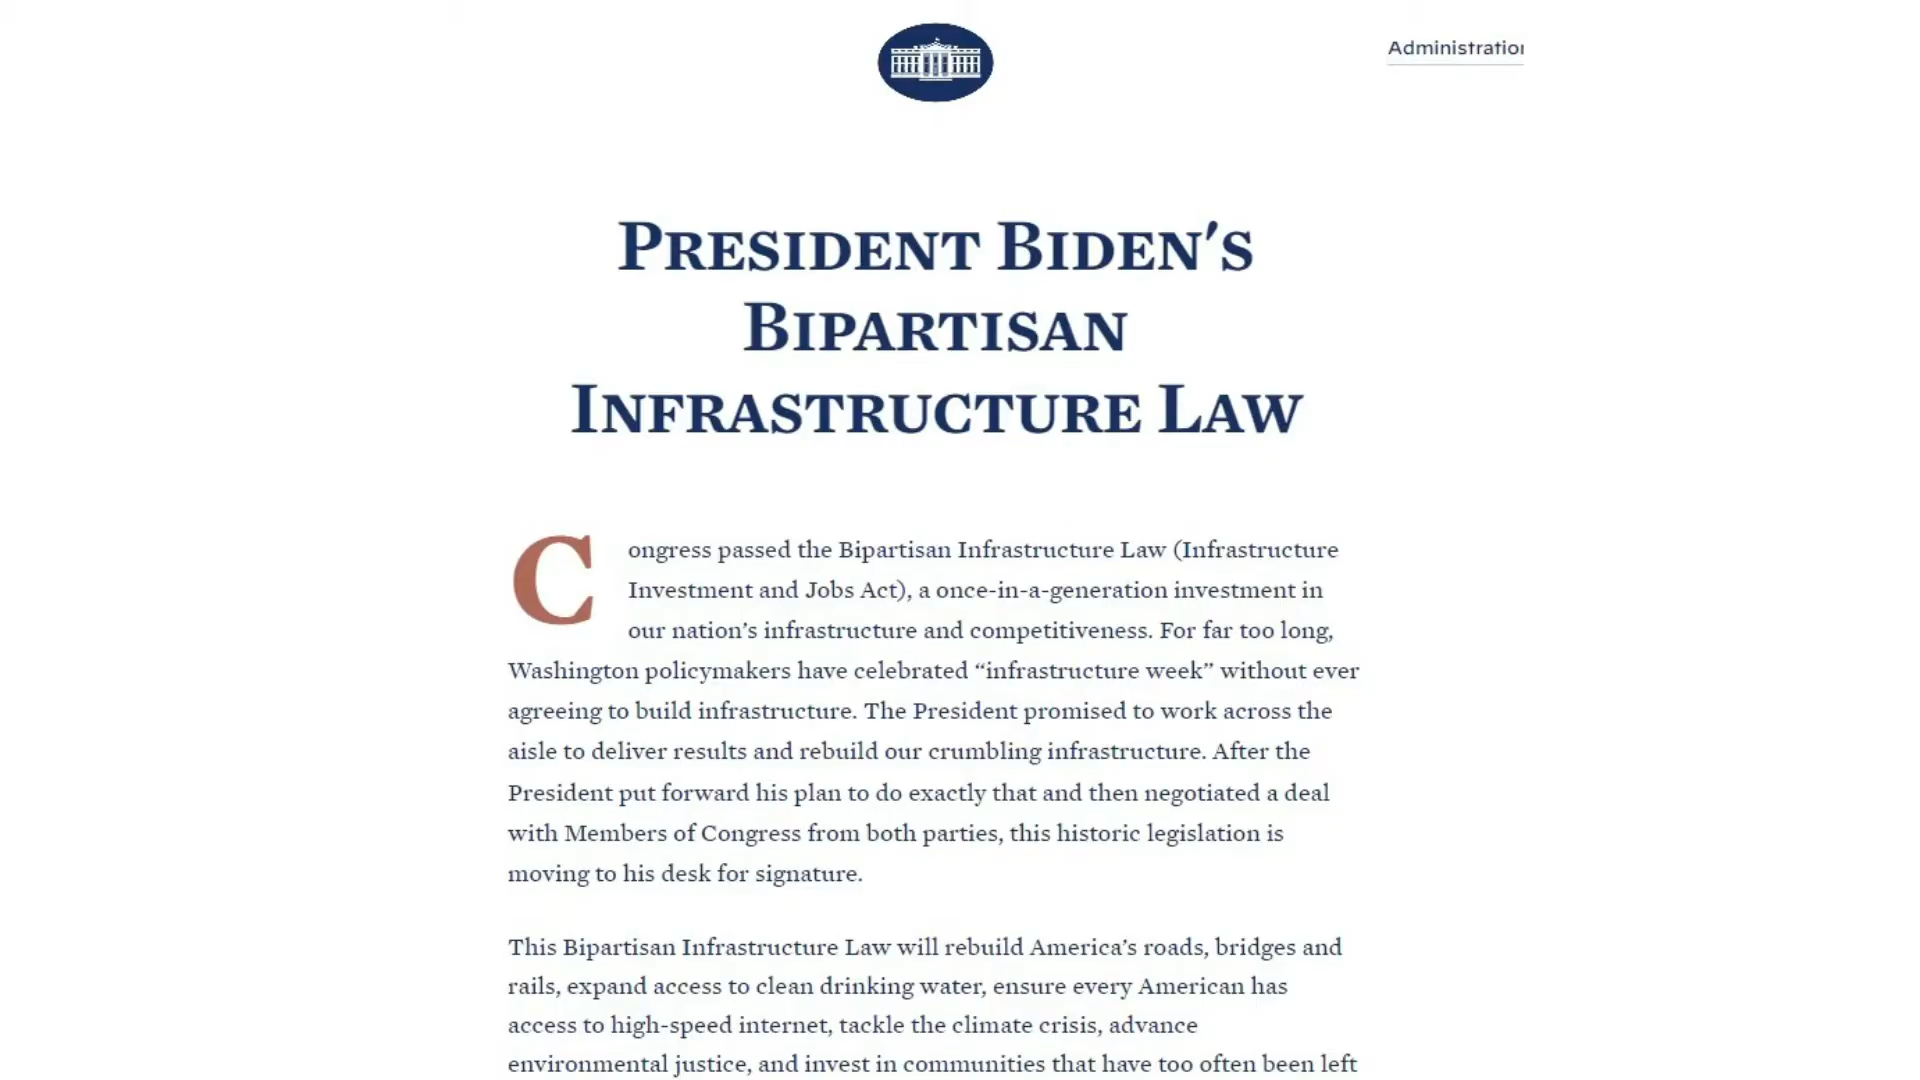 Administration
PRESIDENT BIDEN'S
BIPARTISAN
INFRASTRUCTURE LAW
Congress passed the Bipartisan Infrastructure Law (Infrastructure
Investment and Jobs Act), a once-in-a-generation investment in
our nation’s infrastructure and competitiveness. For far too long,
Washington policymakers have celebrated “infrastructure week” without ever
agreeing to build infrastructure. The President promised to work across the
aisle to deliver results and rebuild our crumbling infrastructure. After the
President put forward his plan to do exactly that and then negotiated a deal
with Members of Congress from both parties, this historic legislation is
moving to his desk for signature.
This Bipartisan Infrastructure Law will rebuild America’s roads, bridges and
rails, expand access to clean drinking water, ensure every American has
access to high-speed internet, tackle the climate crisis, advance
environmental justice, and invest in communities that have too often been left